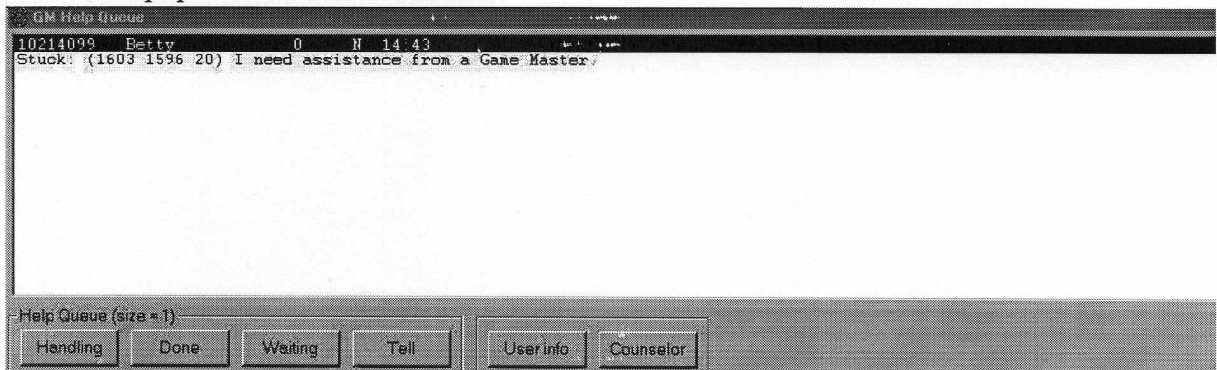 GM Help Queue
10214099 Betty 0 N 14:43
Stuck: (1603 1596 20) I need assistance from a Game Master.
Help Queue (size = 1)
Handling Done Waiting Tell User info Counselor